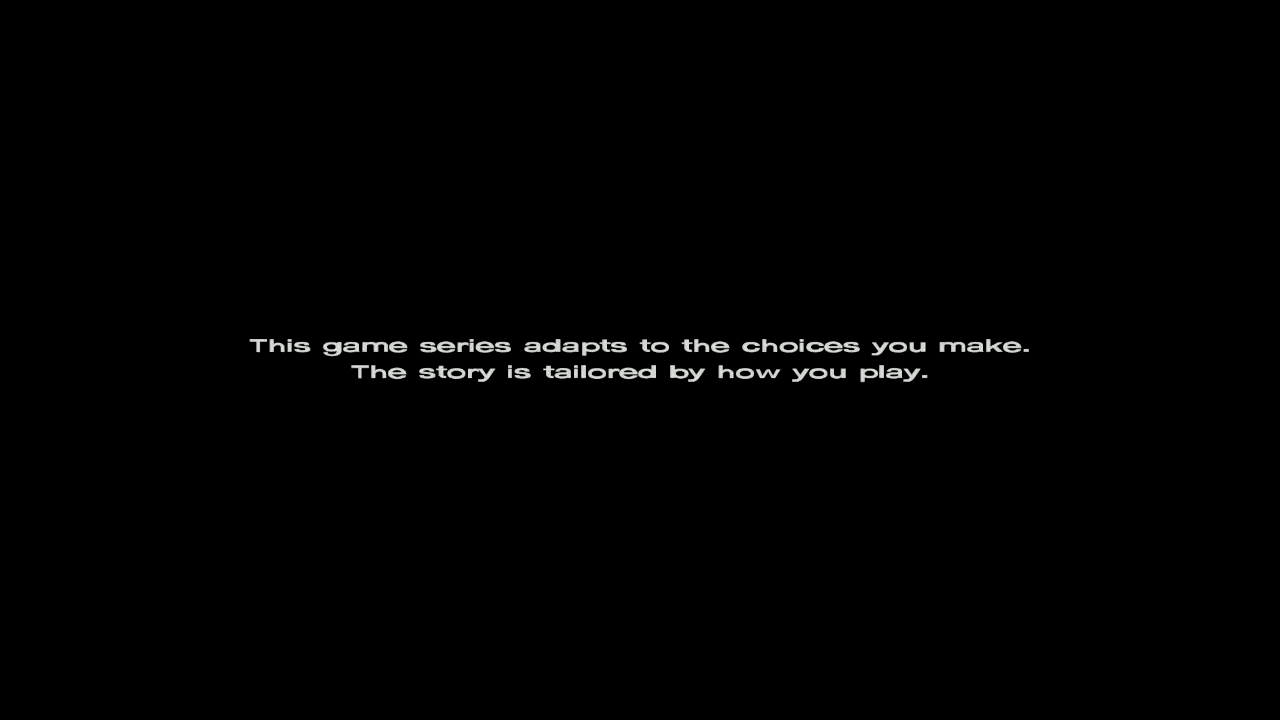 This game series adapts to the choices you make.
The story is tailored by how you play.